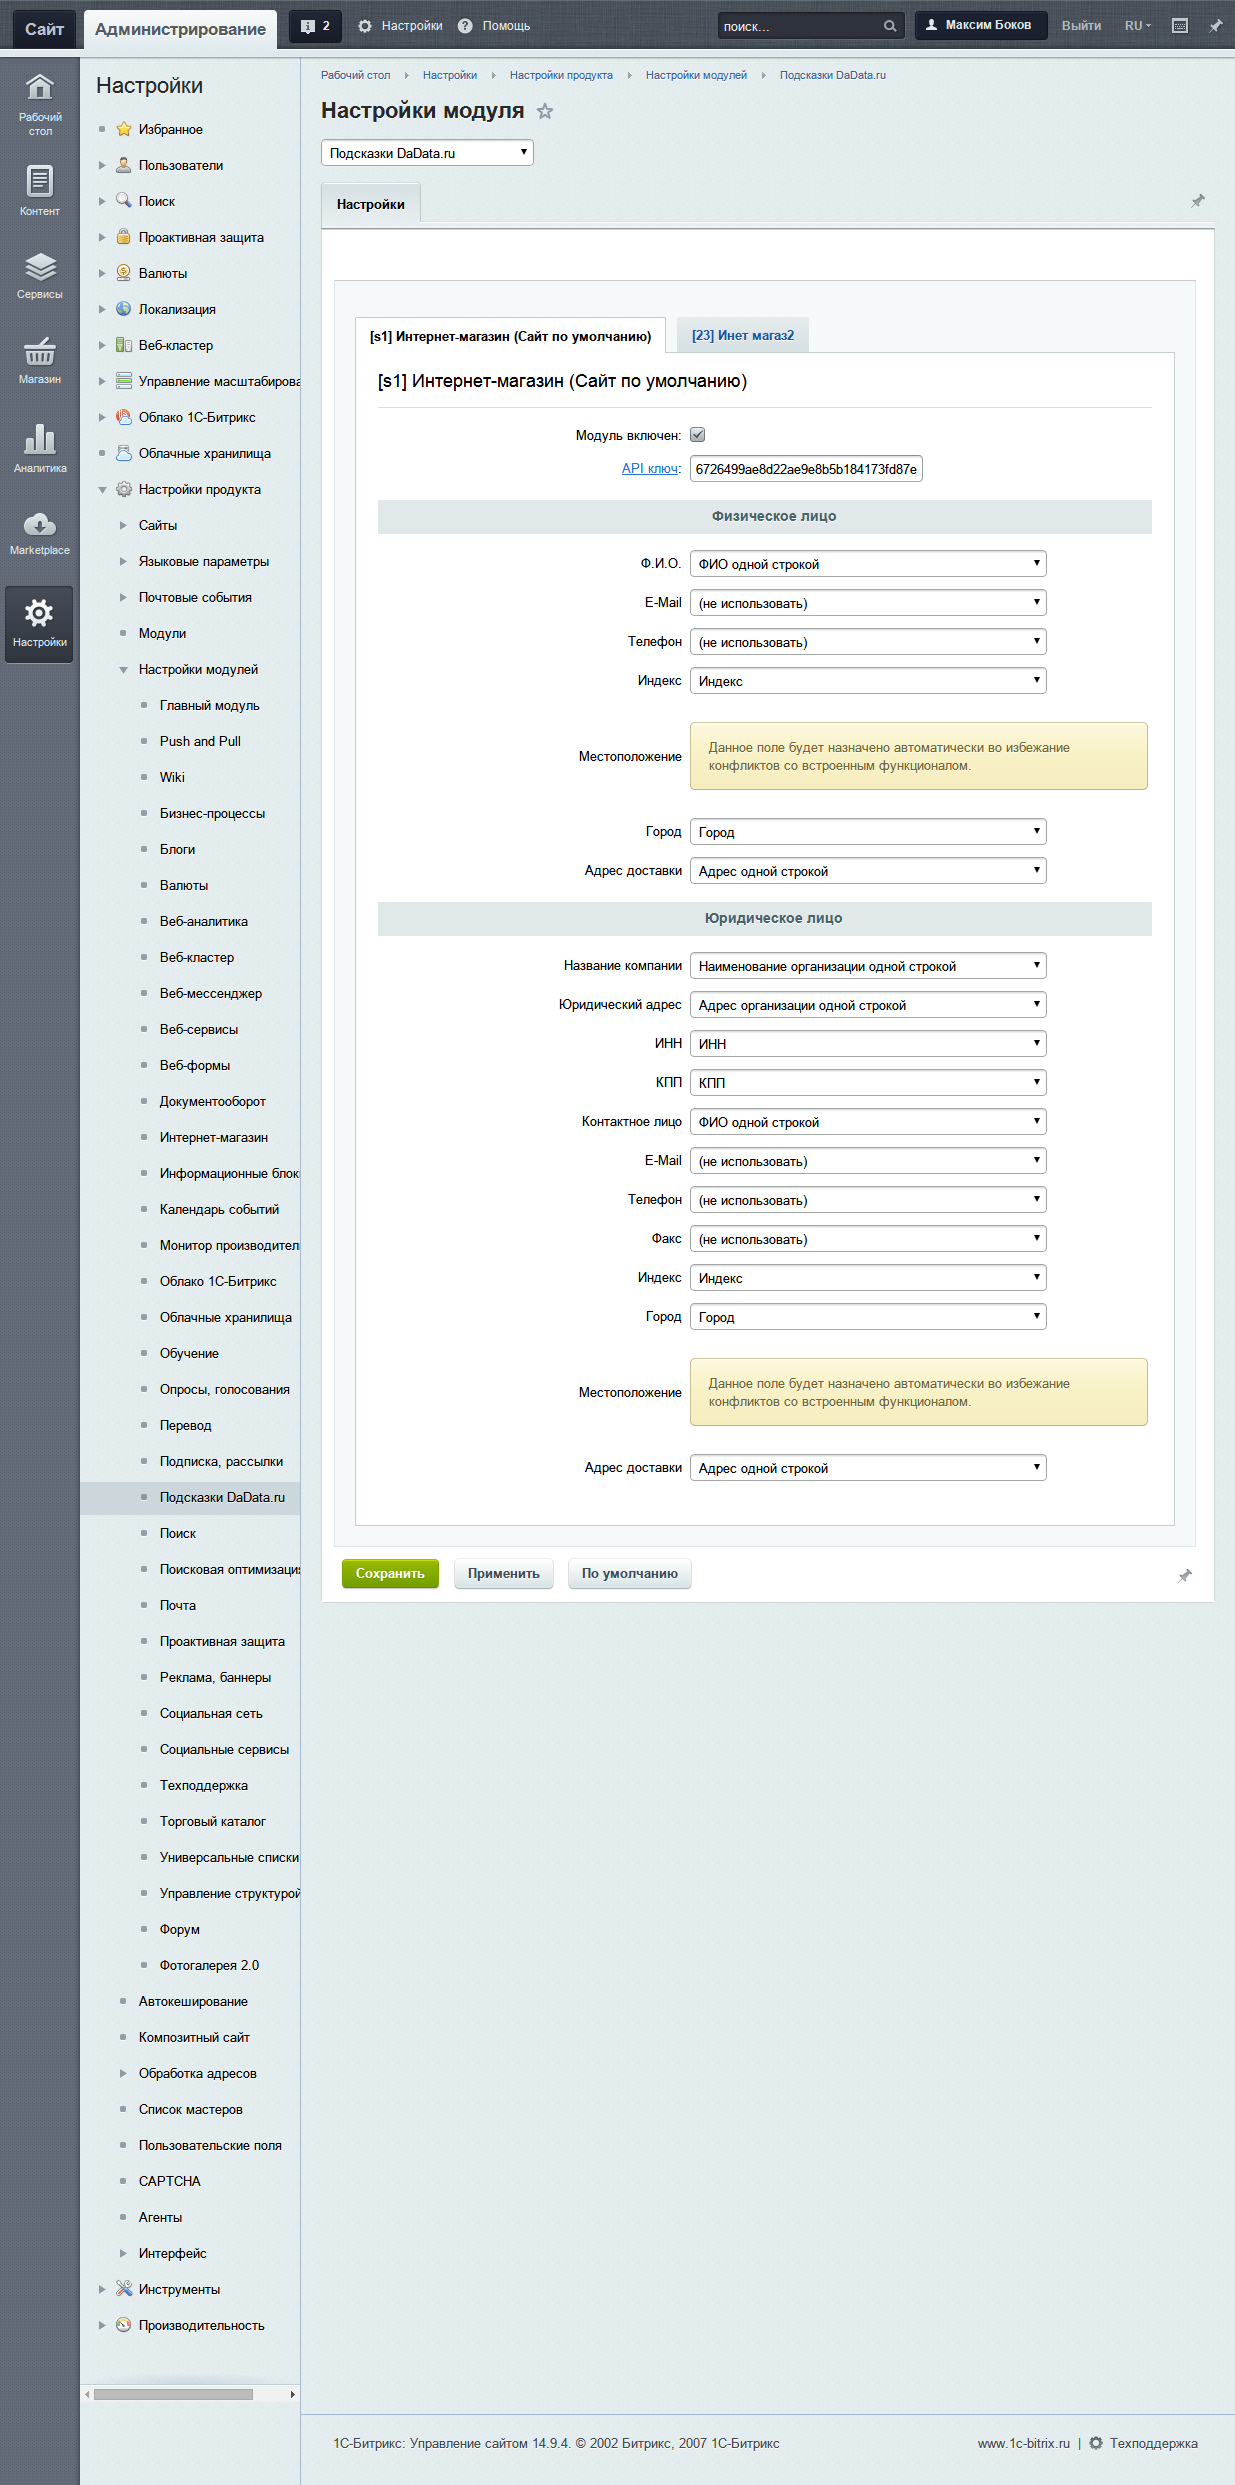 Сайт
Администрирование
2
Настройки
Помощь
поиск...
Максим Боков
Выйти
RU
Рабочий
стол
Контент
Сервисы
Магазин
Аналитика
Marketplace
Настройки
Настройки
Избранное
Пользователи
Поиск
Проактивная защита
Валюты
Локализация
Веб-кластер
Управление масштабирова
Облако 1С-Битрикс
Облачные хранилища
Настройки продукта
Сайты
Языковые параметры
Почтовые события
Модули
Настройки модулей
Главный модуль
Push and Pull
Wiki
Бизнес-процессы
Блоги
Валюты
Веб-аналитика
Веб-кластер
Веб-мессенджер
Веб-сервисы
Веб-формы
Документооборот
Интернет-магазин
Информационные блок
Календарь событий
Монитор производител
Облако 1С-Битрикс
Облачные хранилища
Обучение
Опросы, голосования
Перевод
Подписка, рассылки
Подсказки DaData.ru
Поиск
Поисковая оптимизация
Почта
Проактивная защита
Реклама, баннеры
Социальная сеть
Социальные сервисы
Техподдержка
Торговый каталог
Универсальные списки
Управление структурой
Форум
Фотогалерея 2.0
Автокеширование
Композитный сайт
Обработка адресов
Список мастеров
Пользовательские поля
CAPTCHA
Агенты
Интерфейс
Инструменты
Производительность
Рабочий стол
Настройки
Настройки продукта
Настройки модулей
Подсказки DaData.ru
Настройки модуля
Подсказки DaData.ru
Настройки
[s1] Интернет-магазин (Сайт по умолчанию)
[23] Инет магаз2
[s1] Интернет-магазин (Сайт по умолчанию)
Модуль включен:
API ключ: 6726499ae8d22ae9e8b5b184173fd87e
Физическое лицо
Ф.И.О. ФИО одной строкой
E-Mail (не использовать)
Телефон (не использовать)
Индекс Индекс
Местоположение Данное поле будет назначено автоматически во избежание
конфликтов со встроенным функционалом.
Город Город
Адрес доставки Адрес одной строкой
Юридическое лицо
Название компании Наименование организации одной строкой
Юридический адрес Адрес организации одной строкой
ИНН ИНН
КПП КПП
Контактное лицо ФИО одной строкой
E-Mail (не использовать)
Телефон (не использовать)
Факс (не использовать)
Индекс Индекс
Город Город
Местоположение Данное поле будет назначено автоматически во избежание
конфликтов со встроенным функционалом.
Адрес доставки Адрес одной строкой
Сохранить
Применить
По умолчанию
1С-Битрикс: Управление сайтом 14.9.4. © 2002 Битрикс, 2007 1С-Битрикс
www.1c-bitrix.ru | Техподдержка